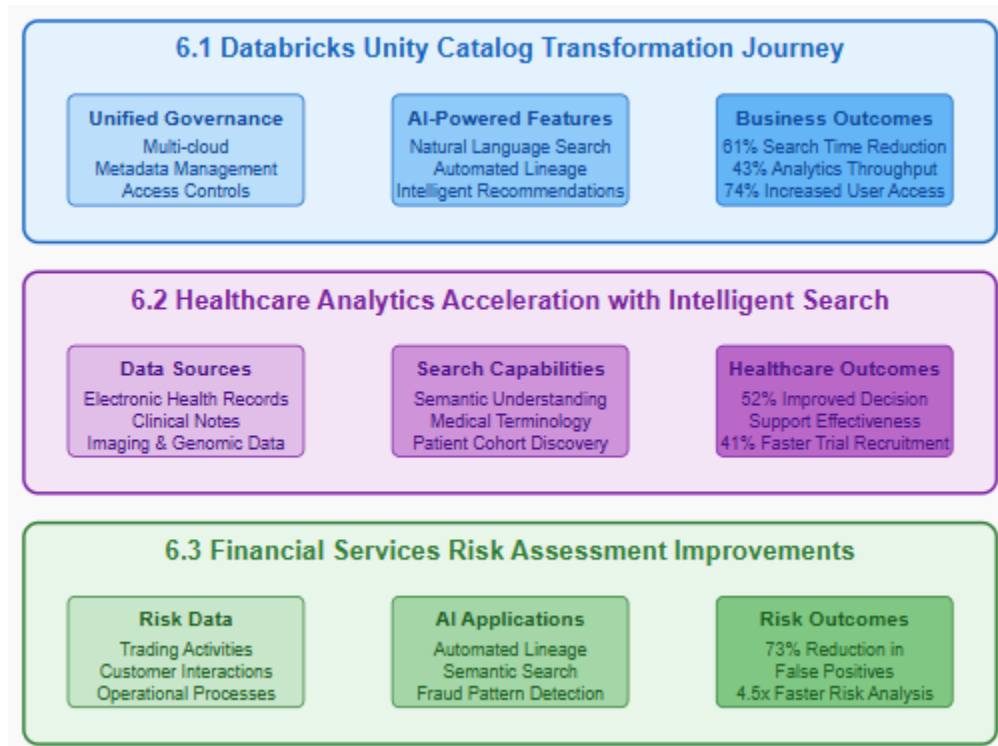 6.1 Databricks Unity Catalog Transformation Journey
Unified Governance
Multi-cloud
Metadata Management
Access Controls
AI-Powered Features
Natural Language Search
Automated Lineage
Intelligent Recommendations
Business Outcomes
61% Search Time Reduction
43% Analytics Throughput
74% Increased User Access
6.2 Healthcare Analytics Acceleration with Intelligent Search
Data Sources
Electronic Health Records
Clinical Notes
Imaging & Genomic Data
Search Capabilities
Semantic Understanding
Medical Terminology
Patient Cohort Discovery
Healthcare Outcomes
52% Improved Decision
Support Effectiveness
41% Faster Trial Recruitment
6.3 Financial Services Risk Assessment Improvements
Risk Data
Trading Activities
Customer Interactions
Operational Processes
AI Applications
Automated Lineage
Semantic Search
Fraud Pattern Detection
Risk Outcomes
73% Reduction in
False Positives
4.5x Faster Risk Analysis